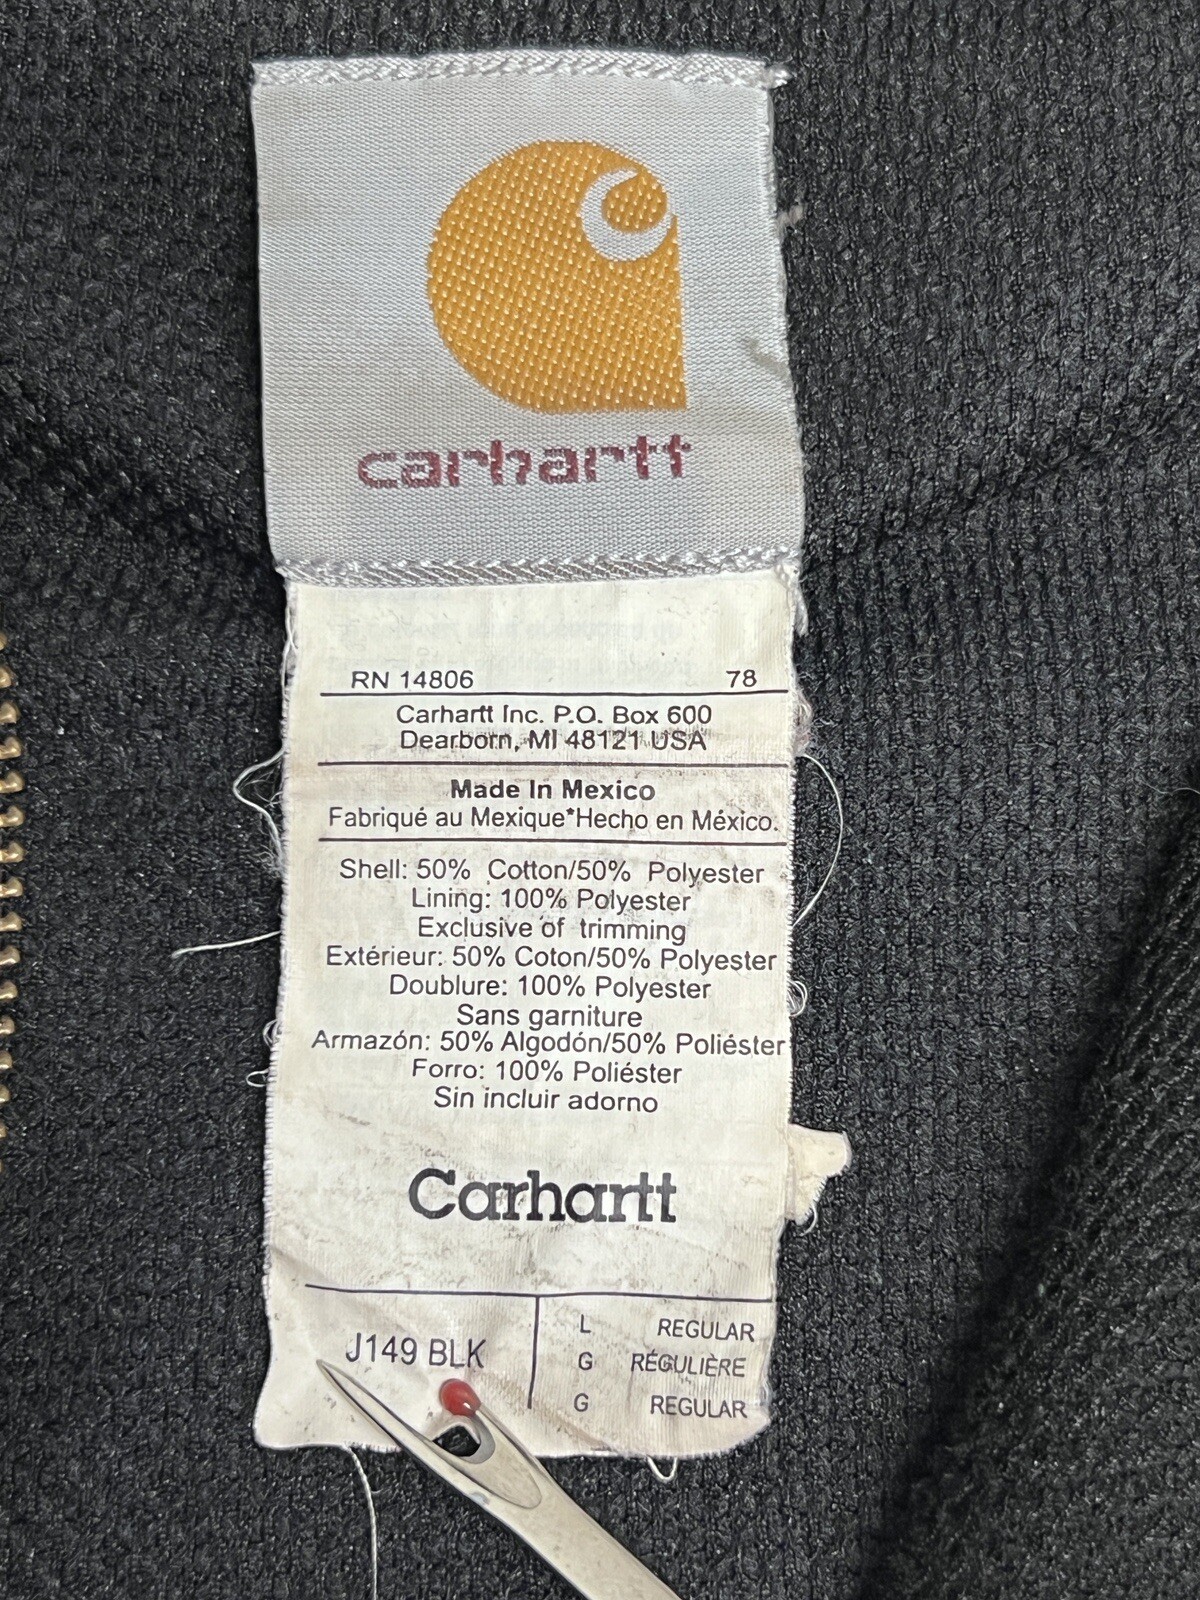 carhartt
RN 14806 78
Carhartt Inc. P.O. Box 600
Dearborn, MI 48121 USA
Made In Mexico
Fabriqué au Mexique*Hecho en México.
Shell: 50% Cotton/50% Polyester
Lining: 100% Polyester
Exclusive of trimming
Extérieur: 50% Coton/50% Polyester
Doublure: 100% Polyester
Sans garniture
Armazón: 50% Algodón/50% Poliéster
Forro: 100% Poliéster
Sin incluir adorno
Carhartt
J149 BLK
L REGULAR
G RÉGULIÈRE
G REGULAR